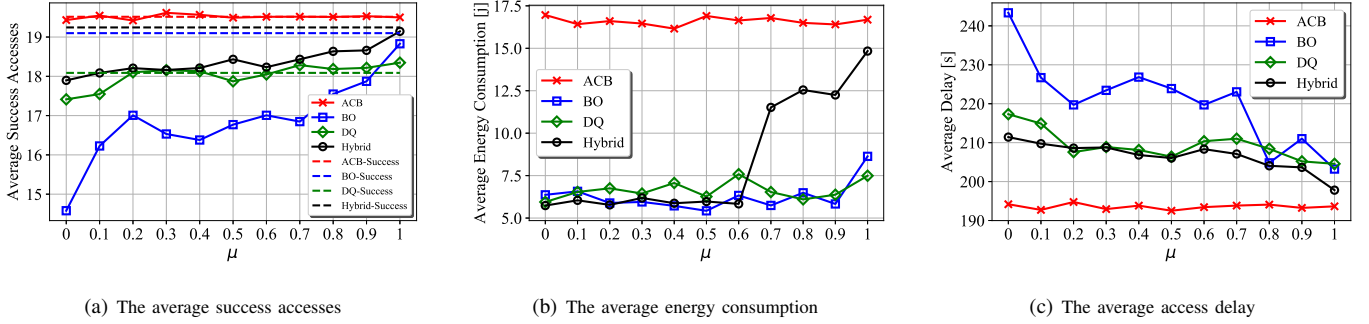 Average Success Accesses
19
18
17
16
15
0 0.1 0.2 0.3 0.4 0.5 0.6 0.7 0.8 0.9 1
μ
ACB
BO
DQ
Hybrid
ACB-Success
BO-Success
DQ-Success
Hybrid-Success
(a) The average success accesses
Average Energy Consumption [j]
17.5
15.0
12.5
10.0
7.5
5.0
0 0.1 0.2 0.3 0.4 0.5 0.6 0.7 0.8 0.9 1
μ
ACB
BO
DQ
Hybrid
(b) The average energy consumption
Average Delay [s]
240
230
220
210
200
190
0 0.1 0.2 0.3 0.4 0.5 0.6 0.7 0.8 0.9 1
μ
ACB
BO
DQ
Hybrid
(c) The average access delay